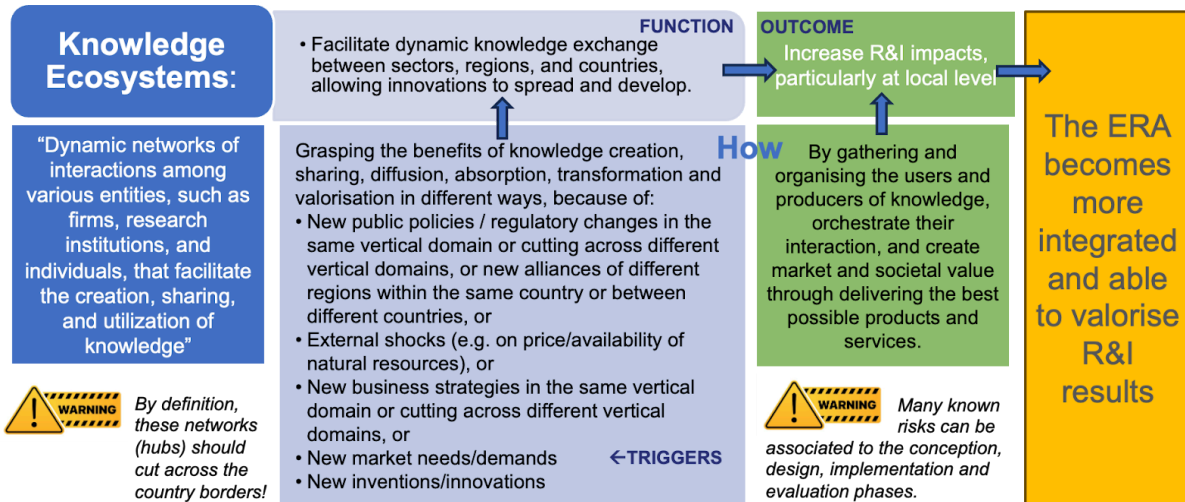 Knowledge
Ecosystems:
“Dynamic networks of
interactions among
various entities, such as
firms, research
institutions, and
individuals, that facilitate
the creation, sharing,
and utilization of
knowledge”
WARNING
By definition,
these networks
(hubs) should
cut across the
country borders!
FUNCTION
• Facilitate dynamic knowledge exchange
between sectors, regions, and countries,
allowing innovations to spread and develop.
How
Grasping the benefits of knowledge creation,
sharing, diffusion, absorption, transformation and
valorisation in different ways, because of:
• New public policies / regulatory changes in the
same vertical domain or cutting across different
vertical domains, or new alliances of different
regions within the same country or between
different countries, or
• External shocks (e.g. on price/availability of
natural resources), or
• New business strategies in the same vertical
domain or cutting across different vertical
domains, or
• New market needs/demands
←TRIGGERS
• New inventions/innovations
OUTCOME
Increase R&I impacts,
particularly at local level
By gathering and
organising the users and
producers of knowledge,
orchestrate their
interaction, and create
market and societal value
through delivering the best
possible products and
services.
WARNING
Many known
risks can be
associated to the conception,
design, implementation and
evaluation phases.
The ERA
becomes
more
integrated
and able
to valorise
R&I
results